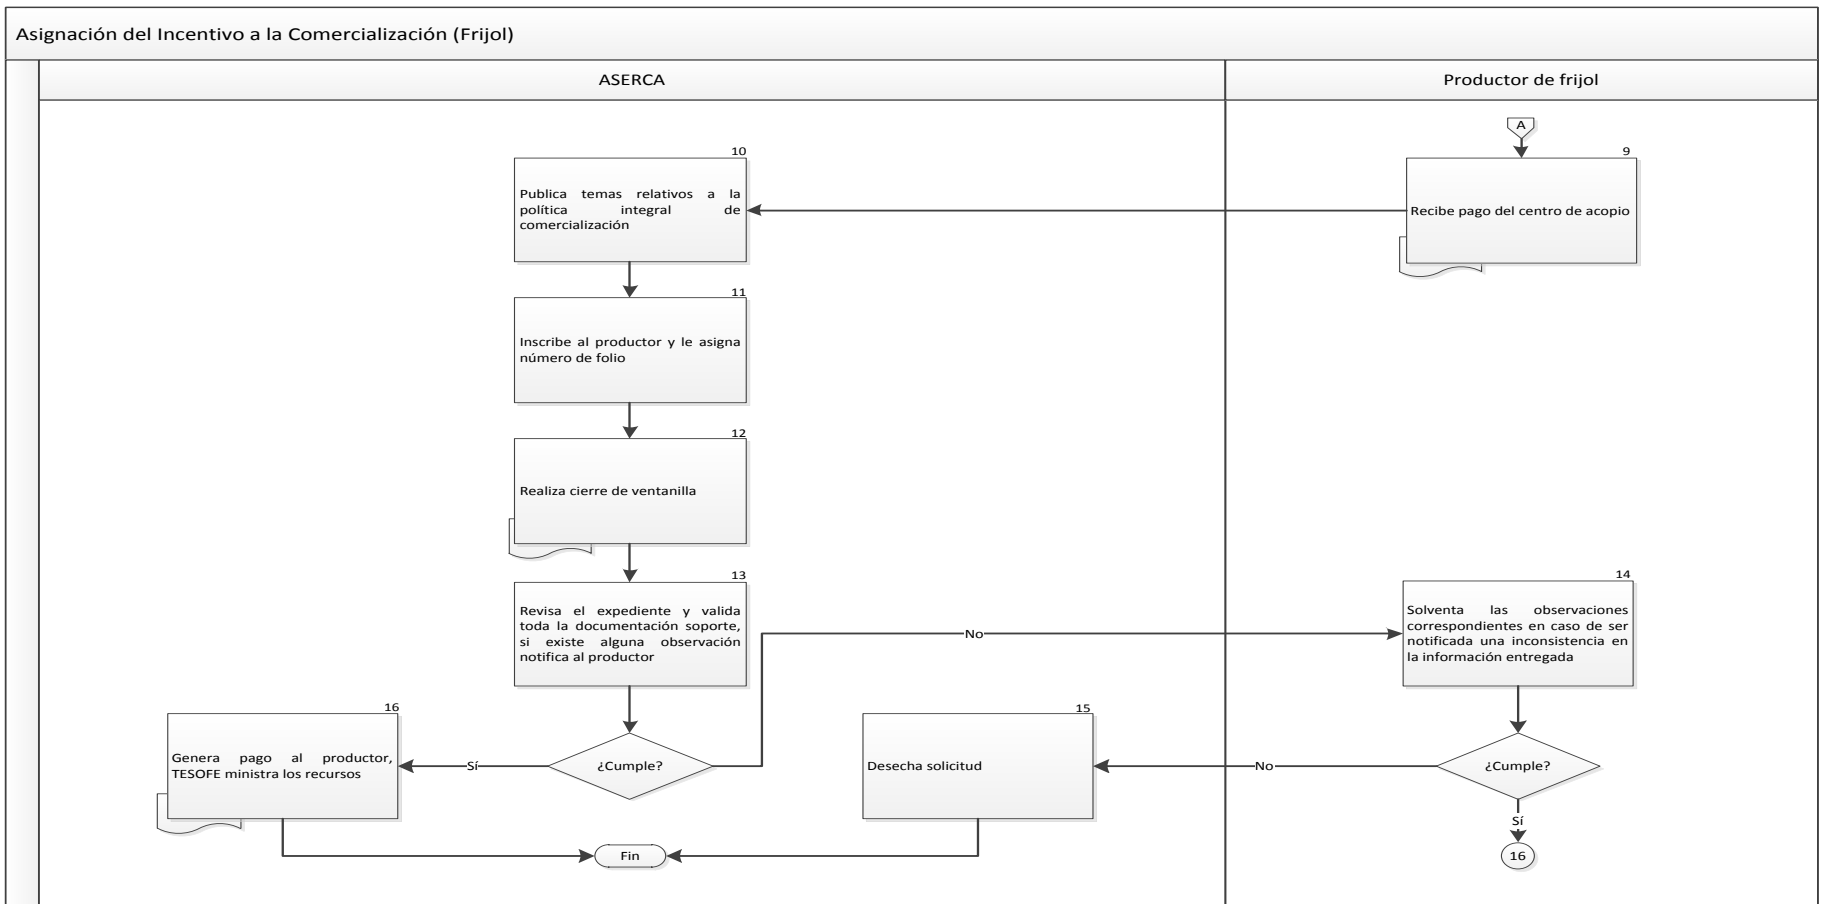 Asignación del Incentivo a la Comercialización (Frijol)
ASERCA
Productor de frijol
A
9
Recibe pago del centro de acopio
10
Publica temas relativos a la
política integral de
comercialización
11
Inscribe al productor y le asigna
número de folio
12
Realiza cierre de ventanilla
13
Revisa el expediente y valida
toda la documentación soporte,
si existe alguna observación
notifica al productor
No
14
Solventa las observaciones
correspondientes en caso de ser
notificada una inconsistencia en
la información entregada
16
Genera pago al productor,
TESOFE ministra los recursos
Sí
¿Cumple?
15
Desecha solicitud
No
¿Cumple?
Sí
16
Fin